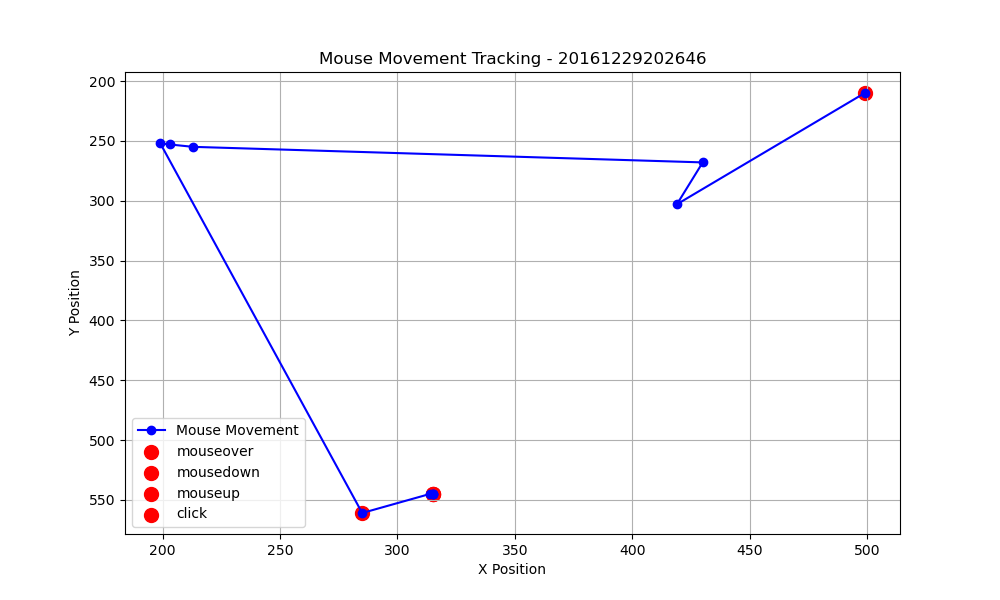 Mouse Movement Tracking - 20161229202646
200
250
300
350
400
450
500
550
Y Position
Mouse Movement
mouseover
mousedown
mouseup
click
200
250
300
350
400
450
500
X Position